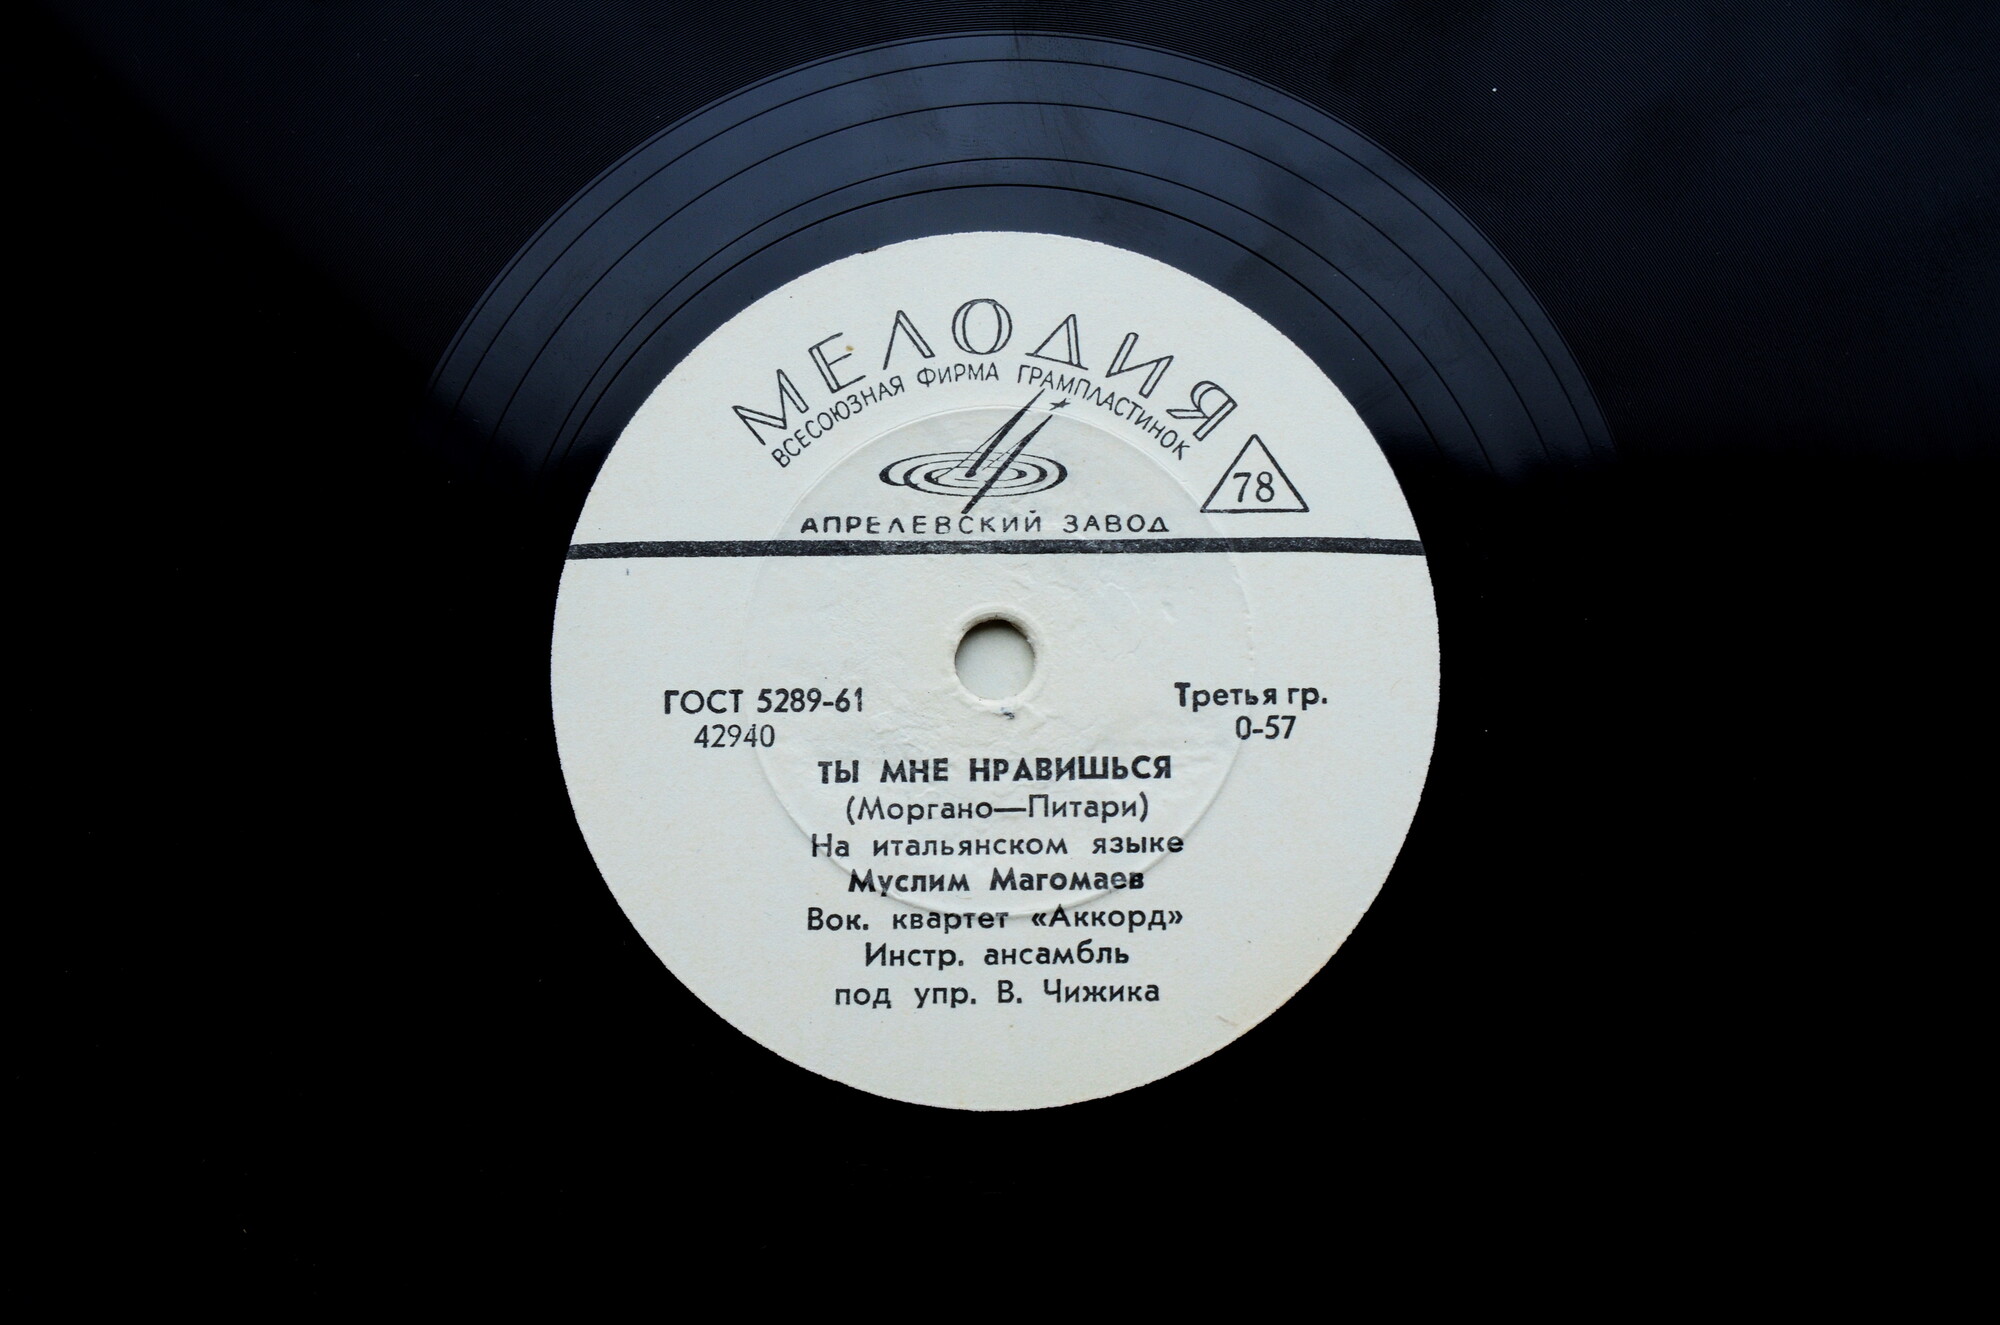 МЕЛОДИЯ
ВСЕСОЮЗНАЯ ФИРМА ГРАМПЛАСТИНОК
78
АПРЕЛЕВСКИЙ ЗАВОД
ГОСТ 5289-61
42940
Третья гр.
0-57
ТЫ МНЕ НРАВИШЬСЯ
(Моргано—Питари)
На итальянском языке
Муслим Магомаев
Вок. квартет «Аккорд»
Инстр. ансамбль
под упр. В. Чижика